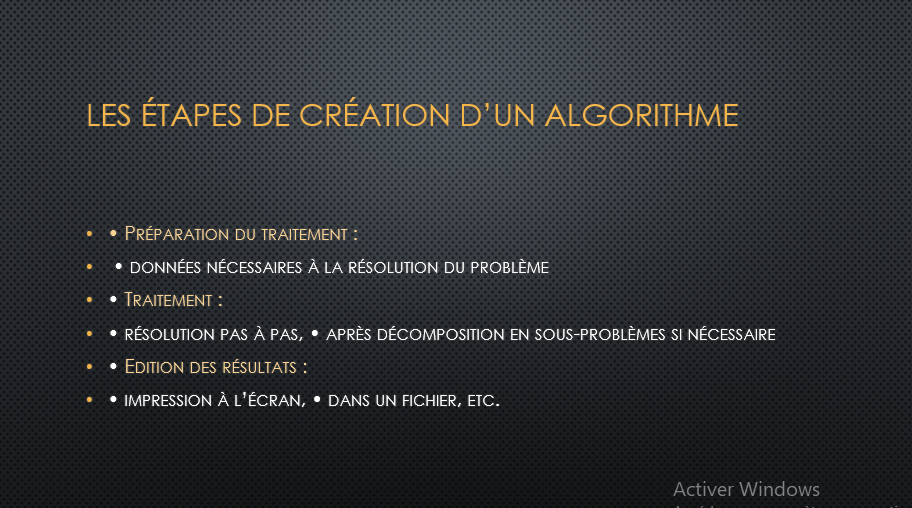 LES ÉTAPES DE CRÉATION D’UN ALGORITHME
• • PRÉPARATION DU TRAITEMENT :
• • DONNÉES NÉCESSAIRES À LA RÉSOLUTION DU PROBLÈME
• • TRAITEMENT :
• • RÉSOLUTION PAS À PAS, • APRÈS DÉCOMPOSITION EN SOUS-PROBLÈMES SI NÉCESSAIRE
• • EDITION DES RÉSULTATS :
• • IMPRESSION À L’ÉCRAN, • DANS UN FICHIER, ETC.
Activer Windows